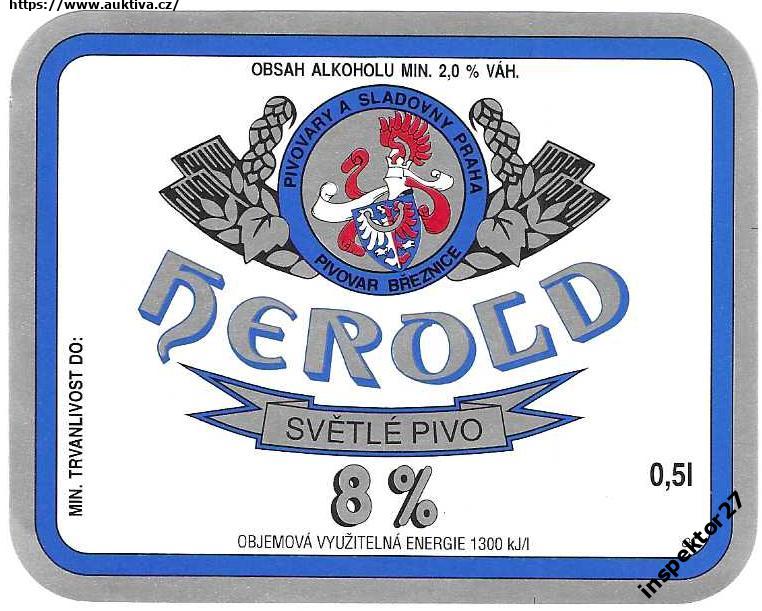 https://www.auktiva.cz/
OBSAH ALKOHOLU MIN. 2,0 % VÁH.
PIVOVARY A SLADOVNY PRAHA
PIVOVAR BŘEZNICE
HEROLD
SVĚTLÉ PIVO
8 %
0,5l
OBJEMOVÁ VYUŽITELNÁ ENERGIE 1300 kJ/l
MIN. TRVANLIVOST DO:
inspektor27